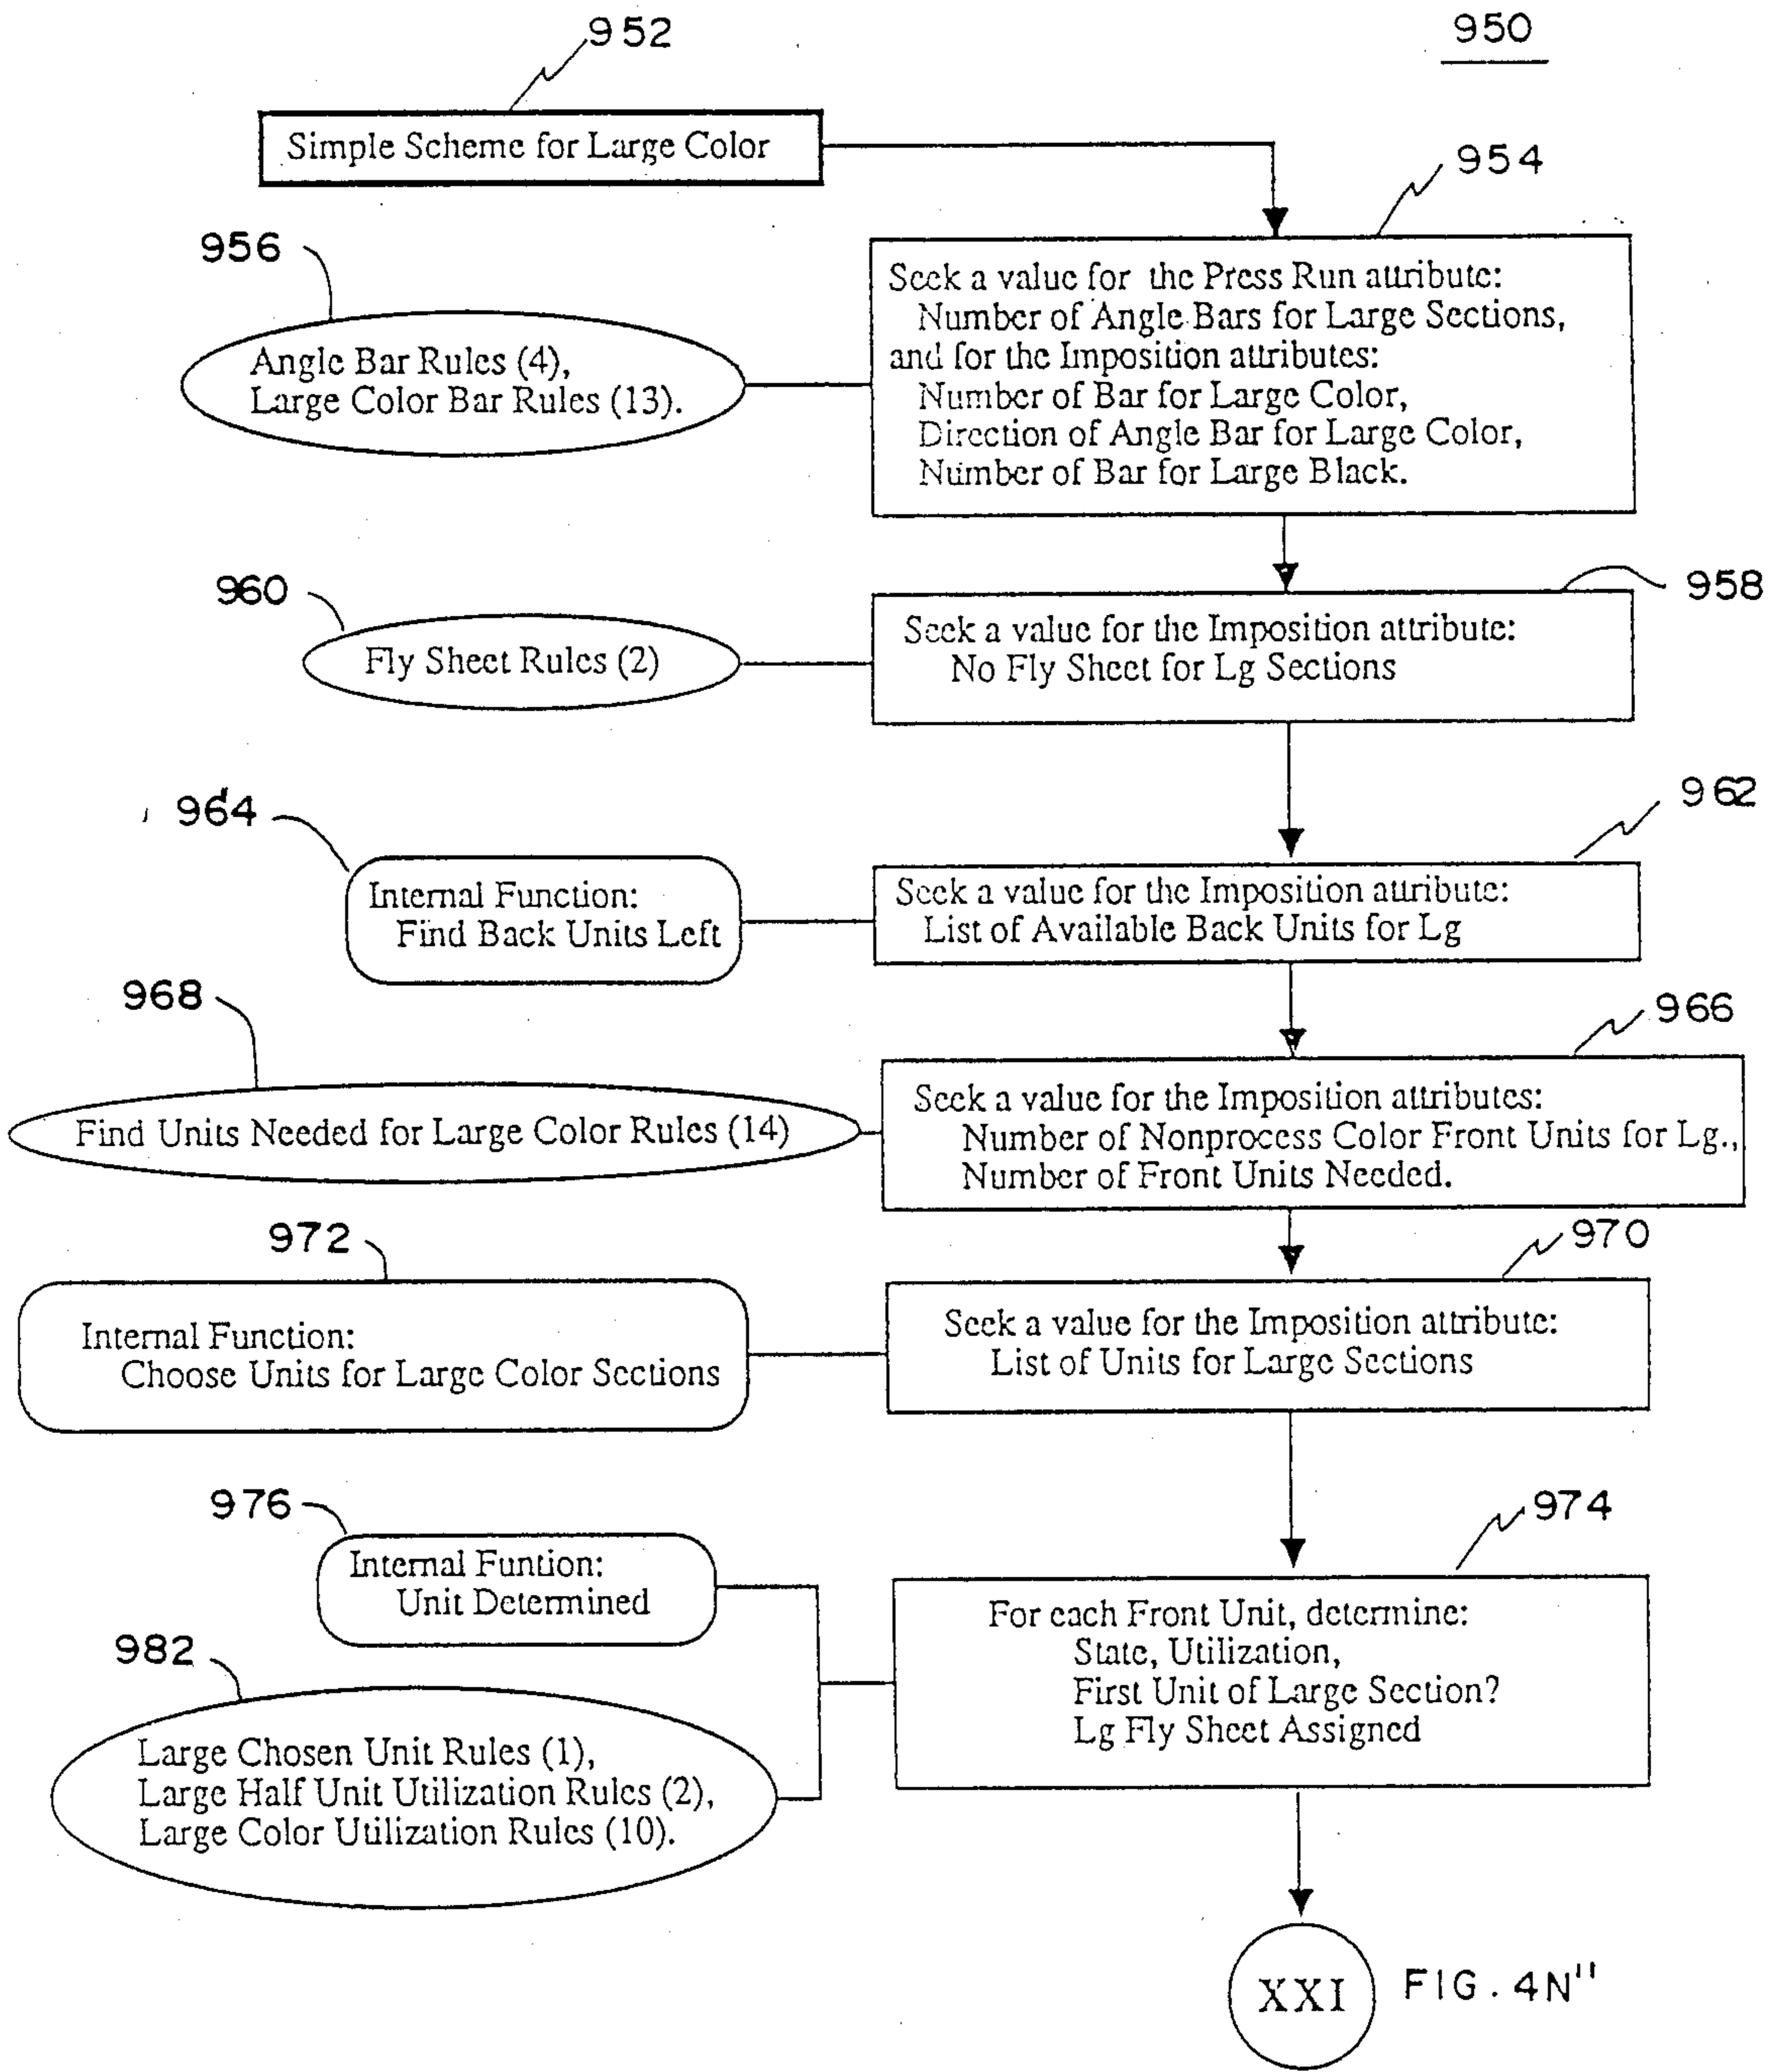 952
950
Simple Scheme for Large Color
954
956
Seek a value for the Press Run attribute:
Number of Angle Bars for Large Sections,
and for the Imposition attributes:
Number of Bar for Large Color,
Direction of Angle Bar for Large Color,
Number of Bar for Large Black.
Angle Bar Rules (4),
Large Color Bar Rules (13).
960
958
Fly Sheet Rules (2)
Seek a value for the Imposition attribute:
No Fly Sheet for Lg Sections
964
962
Internal Function:
Find Back Units Left
Seek a value for the Imposition attribute:
List of Available Back Units for Lg
968
966
Find Units Needed for Large Color Rules (14)
Seek a value for the Imposition attributes:
Number of Nonprocess Color Front Units for Lg.,
Number of Front Units Needed.
972
970
Internal Function:
Choose Units for Large Color Sections
Seek a value for the Imposition attribute:
List of Units for Large Sections
976
974
Internal Funtion:
Unit Determined
For each Front Unit, determine:
State, Utilization,
First Unit of Large Section?
Lg Fly Sheet Assigned
982
Large Chosen Unit Rules (1),
Large Half Unit Utilization Rules (2),
Large Color Utilization Rules (10).
XXI
FIG. 4N"